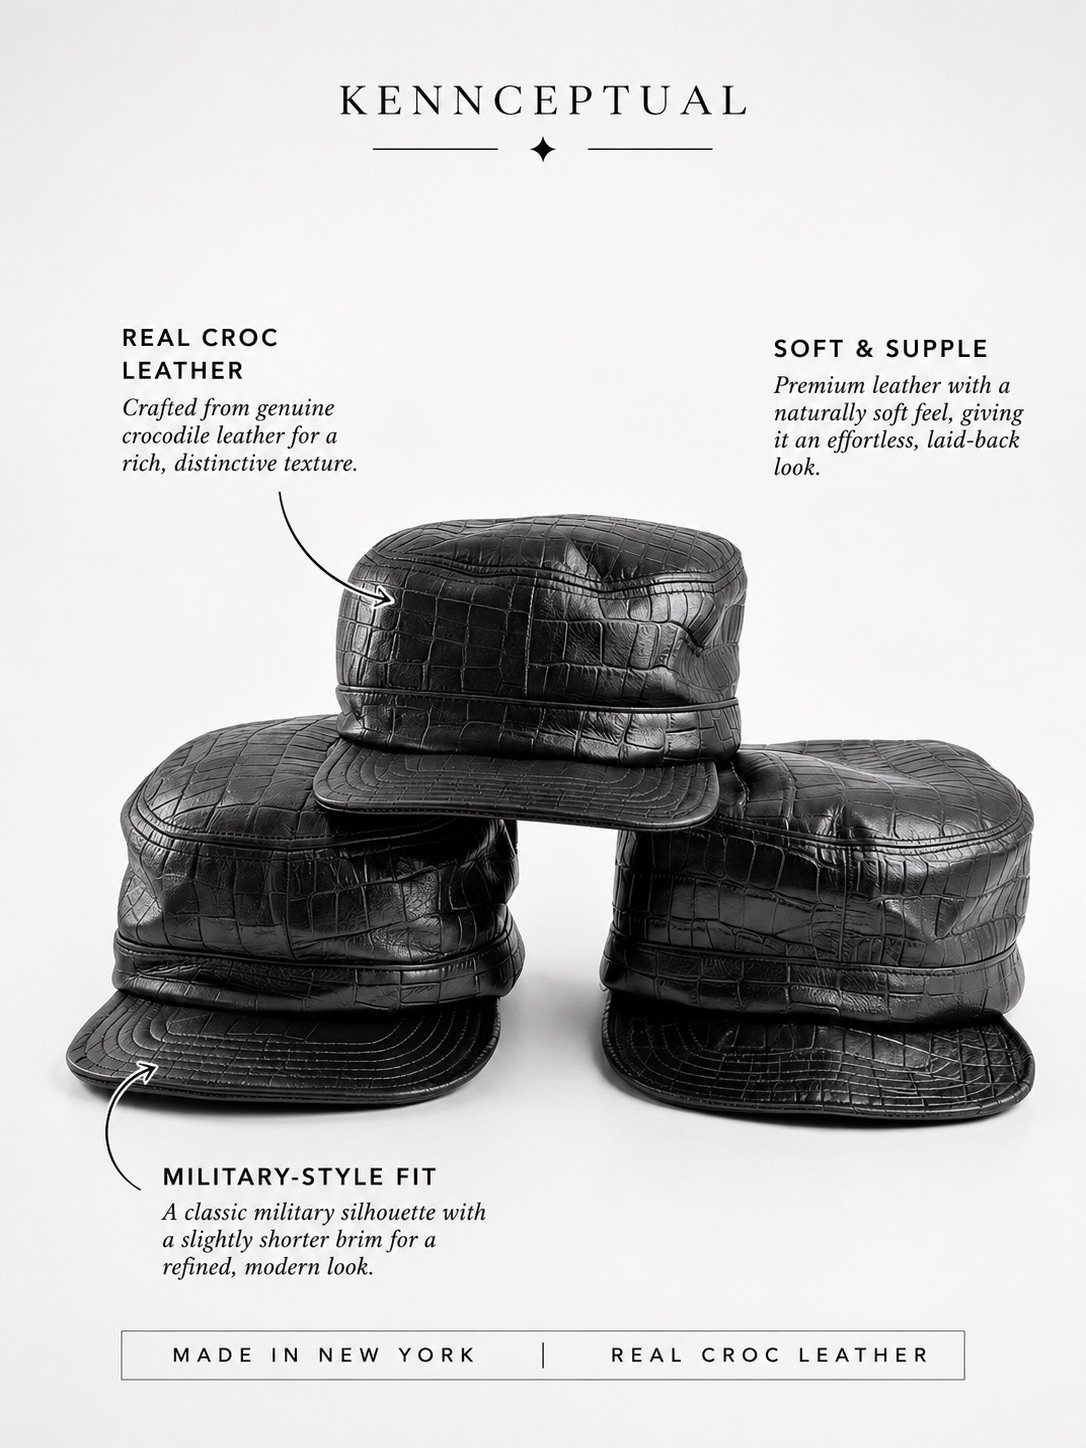 KENNCEPTUAL
REAL CROC
LEATHER
Crafted from genuine
crocodile leather for a
rich, distinctive texture.
SOFT & SUPPLE
Premium leather with a
naturally soft feel, giving
it an effortless, laid-back
look.
MILITARY-STYLE FIT
A classic military silhouette with
a slightly shorter brim for a
refined, modern look.
MADE IN NEW YORK | REAL CROC LEATHER